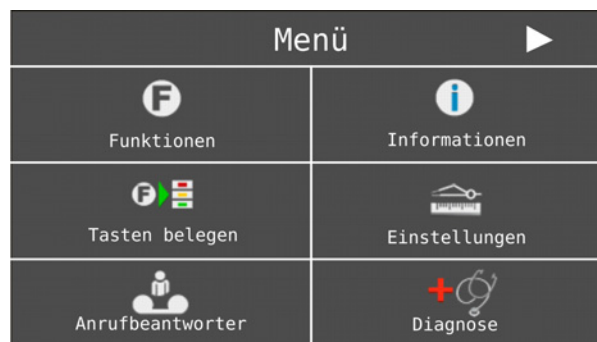 Menü
F
Funktionen
i
Informationen
F
Tasten belegen
Einstellungen
Anrufbeantworter
Diagnose